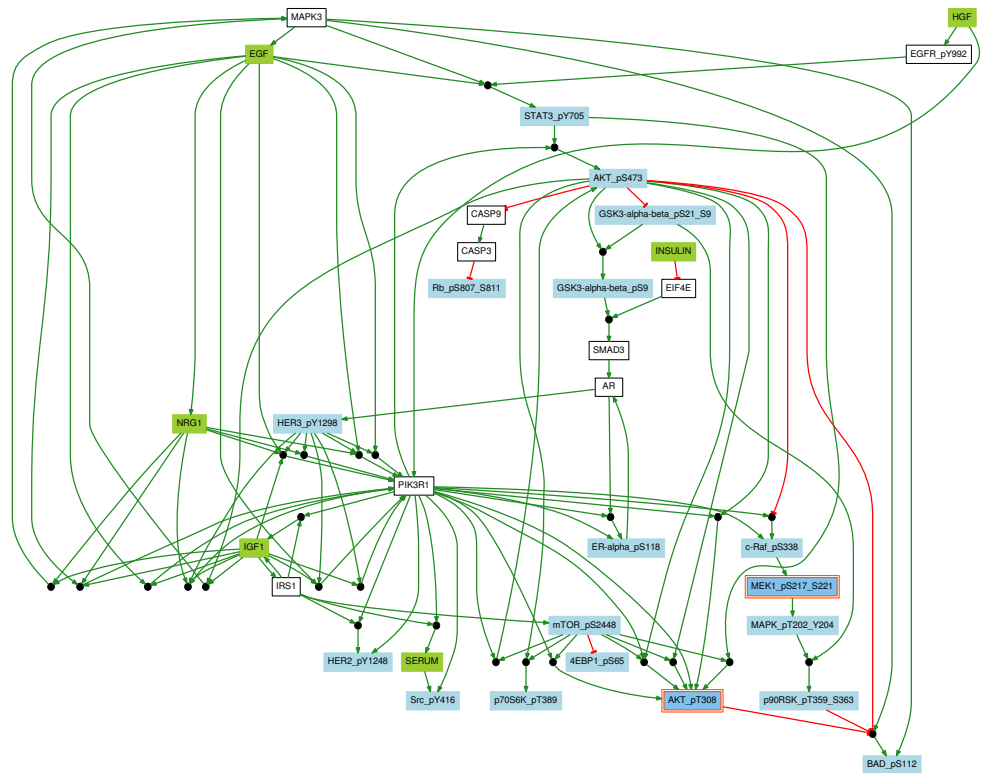 MAPK3
HGF
EGF
EGFR_pY992
STAT3_pY705
AKT_pS473
CASP9
GSK3-alpha-beta_pS21_S9
CASP3
INSULIN
Rb_pS807_S811
GSK3-alpha-beta_pS9
EIF4E
SMAD3
AR
NRG1
HER3_pY1298
PIK3R1
IGF1
ER-alpha_pS118
c-Raf_pS338
IRS1
MEK1_pS217_S221
mTOR_pS2448
MAPK_pT202_Y204
HER2_pY1248
SERUM
4EBP1_pS65
Src_pY416
p70S6K_pT389
AKT_pT308
p90RSK_pT359_S363
BAD_pS112